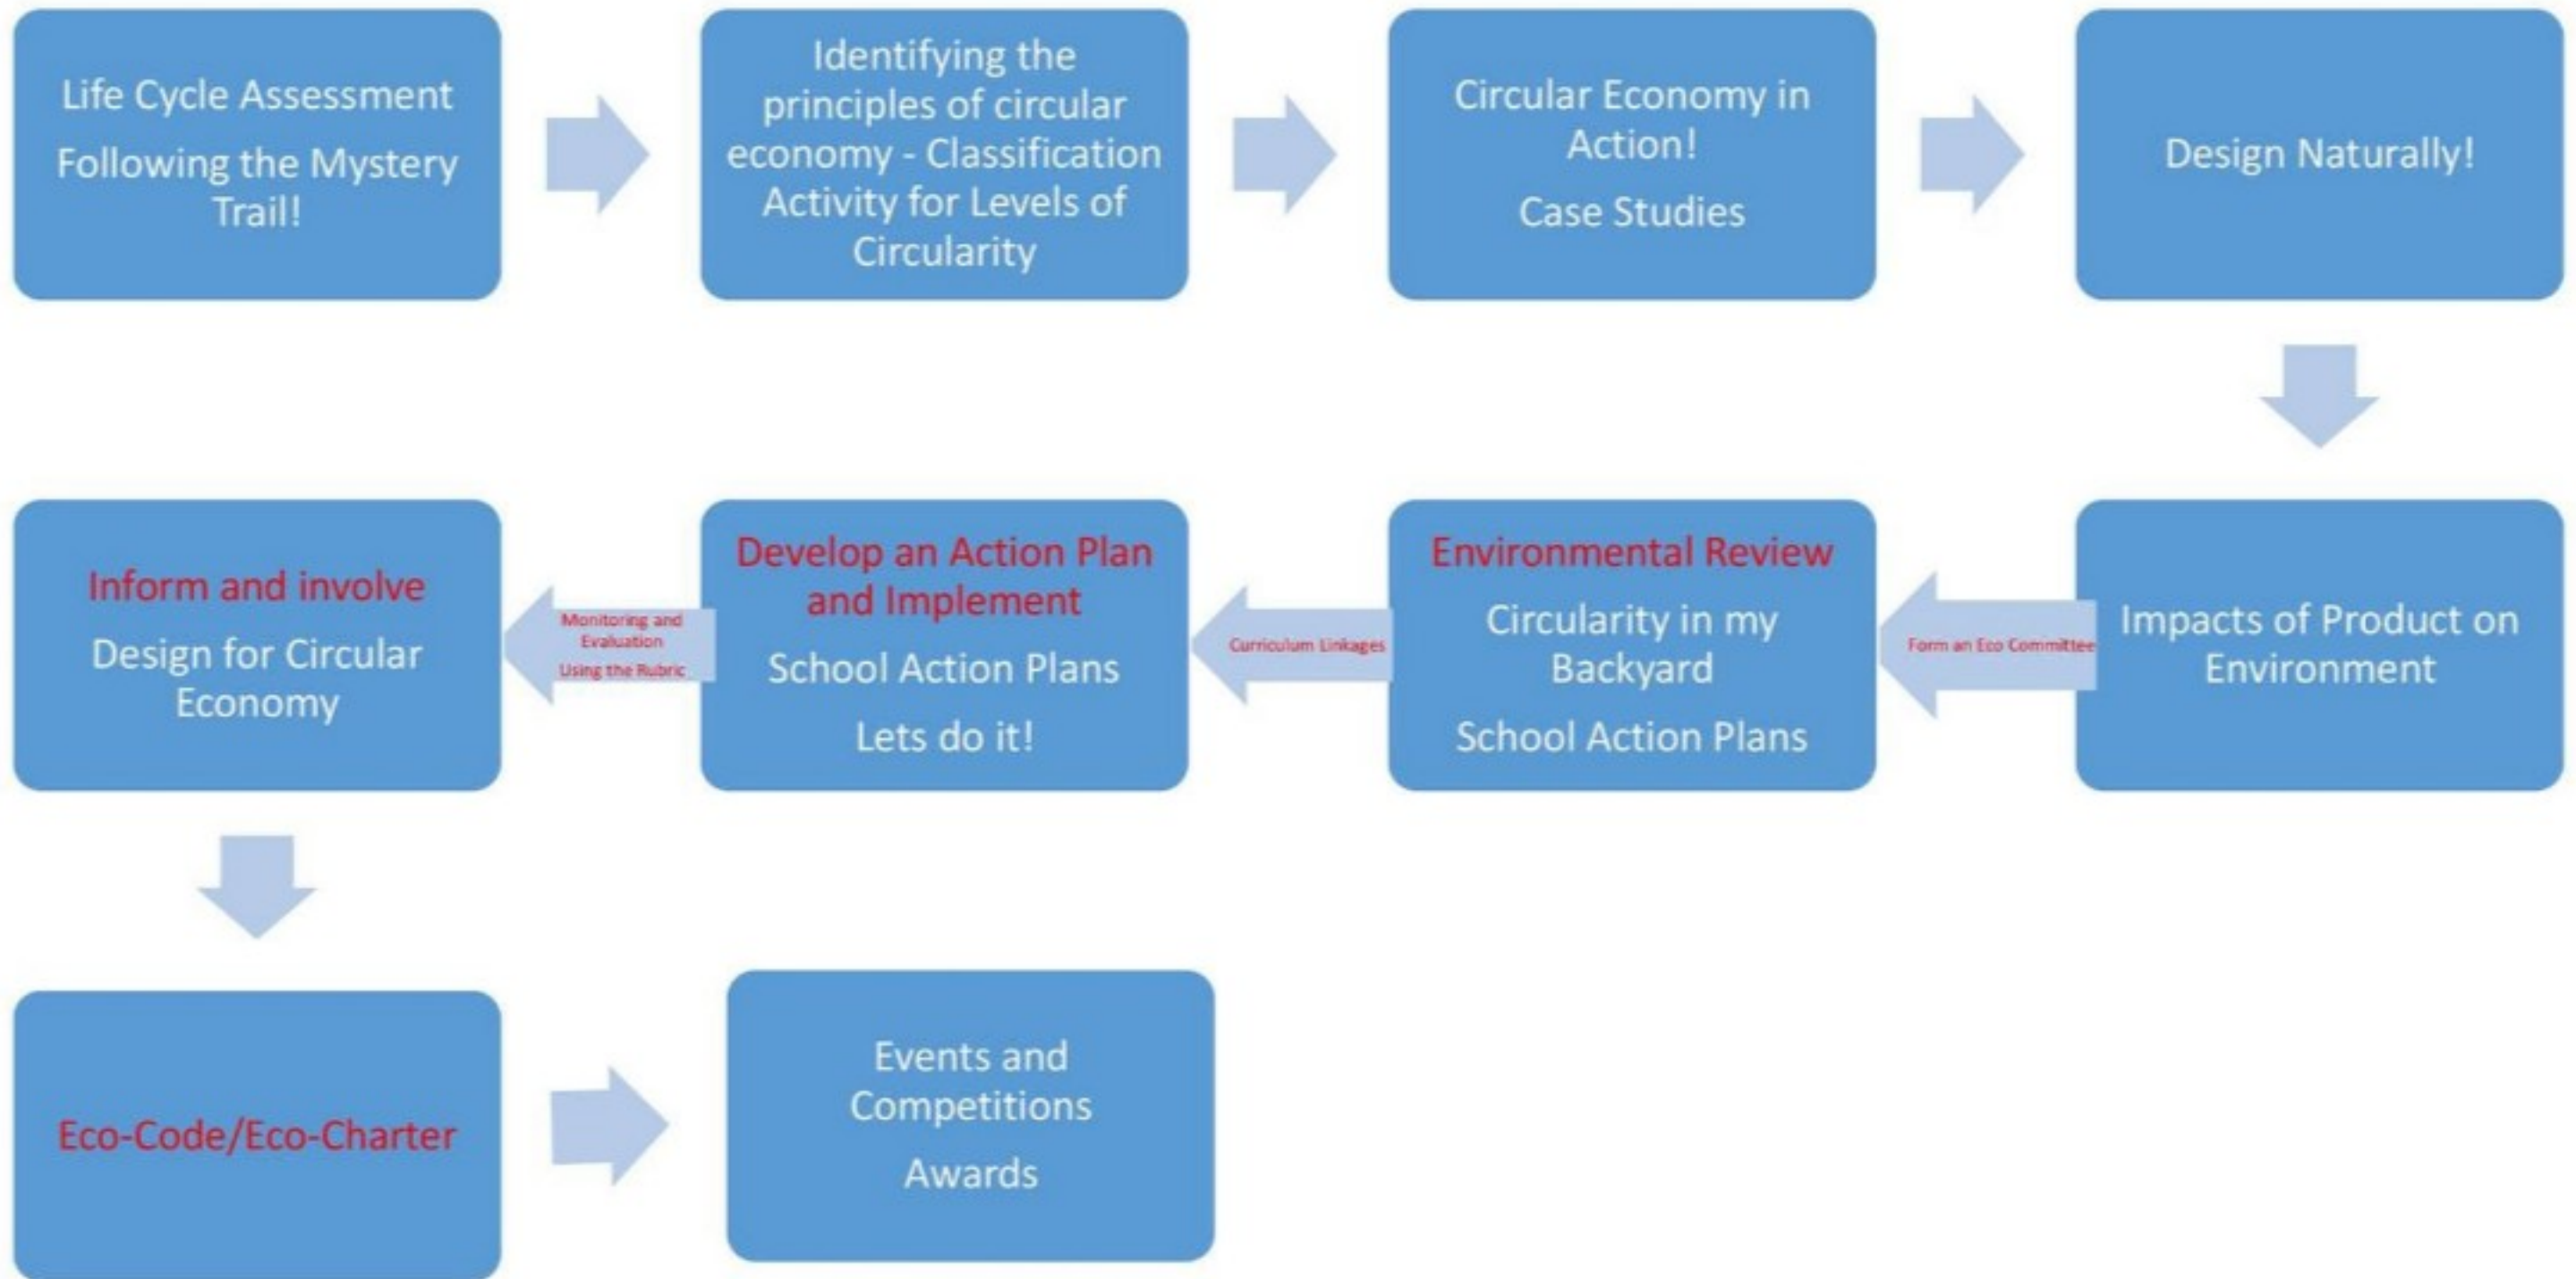 Life Cycle Assessment
Following the Mystery
Trail!
Identifying the
principles of circular
economy - Classification
Activity for Levels of
Circularity
Circular Economy in
Action!
Case Studies
Design Naturally!
Impacts of Product on
Environment
Form an Eco Committee
Environmental Review
Circularity in my
Backyard
School Action Plans
Curriculum Linkages
Develop an Action Plan
and Implement
School Action Plans
Lets do it!
Monitoring and
Evaluation
Using the Rubric
Inform and involve
Design for Circular
Economy
Eco-Code/Eco-Charter
Events and
Competitions
Awards